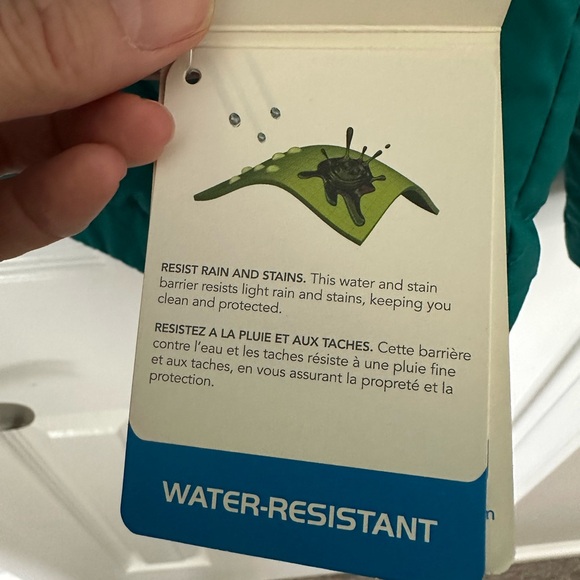 RESIST RAIN AND STAINS. This water and stain
barrier resists light rain and stains, keeping you
clean and protected.
RESISTEZ A LA PLUIE ET AUX TACHES. Cette barrière
contre l'eau et les taches résiste à une pluie fine
et aux taches, en vous assurant la propreté et la
protection.
WATER-RESISTANT
n